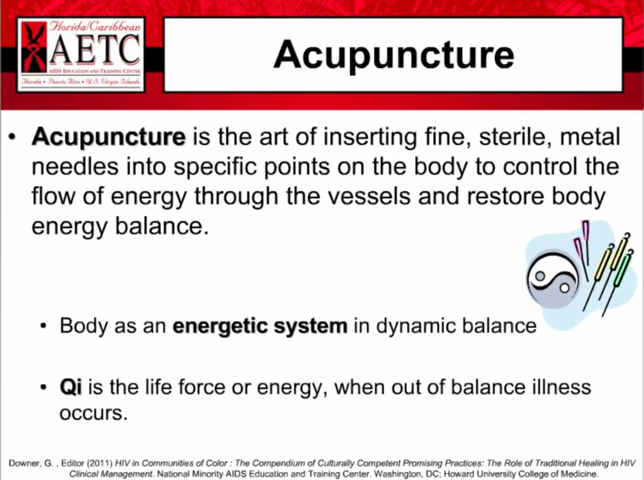 Florida/Caribbean
AETC
AIDS EDUCATION AND TRAINING CENTER
Florida • Puerto Rico • U.S. Virgin Islands
Acupuncture
• Acupuncture is the art of inserting fine, sterile, metal
needles into specific points on the body to control the
flow of energy through the vessels and restore body
energy balance.
• Body as an energetic system in dynamic balance
• Qi is the life force or energy, when out of balance illness
occurs.
Downer, G. , Editor (2011) HIV in Communities of Color : The Compendium of Culturally Competent Promising Practices: The Role of Traditional Healing in HIV
Clinical Management. National Minority AIDS Education and Training Center. Washington, DC; Howard University College of Medicine.